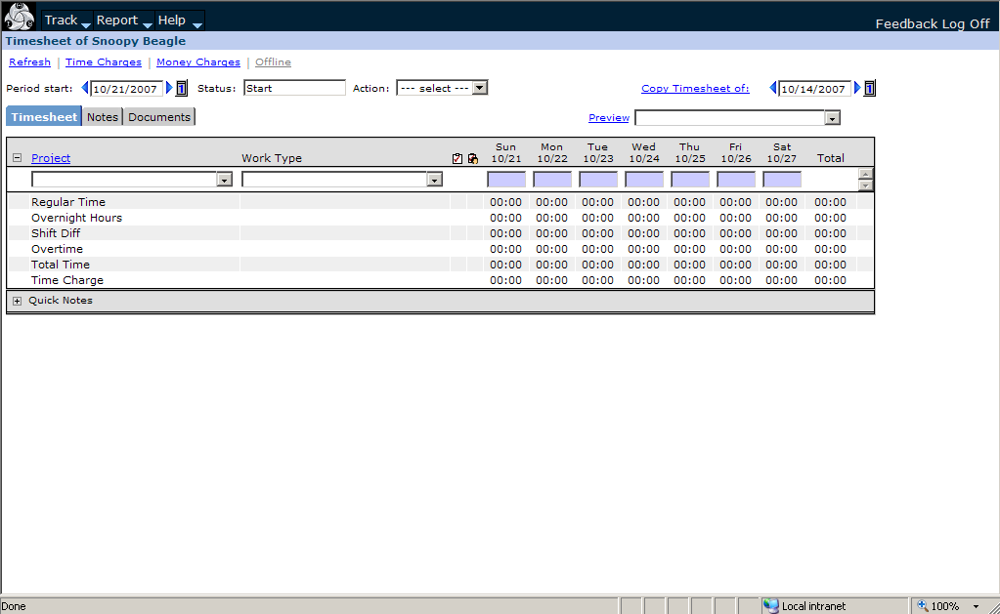 Track Report Help
Feedback Log Off
Timesheet of Snoopy Beagle
Refresh | Time Charges | Money Charges | Offline
Period start: 10/21/2007 1 Status: Start Action: --- select --- Copy Timesheet of: 10/14/2007 1
Timesheet Notes Documents Preview
Sun Mon Tue Wed Thu Fri Sat
Project Work Type 10/21 10/22 10/23 10/24 10/25 10/26 10/27 Total
Regular Time 00:00 00:00 00:00 00:00 00:00 00:00 00:00 00:00
Overnight Hours 00:00 00:00 00:00 00:00 00:00 00:00 00:00 00:00
Shift Diff 00:00 00:00 00:00 00:00 00:00 00:00 00:00 00:00
Overtime 00:00 00:00 00:00 00:00 00:00 00:00 00:00 00:00
Total Time 00:00 00:00 00:00 00:00 00:00 00:00 00:00 00:00
Time Charge 00:00 00:00 00:00 00:00 00:00 00:00 00:00 00:00
Quick Notes
Done Local intranet 100%